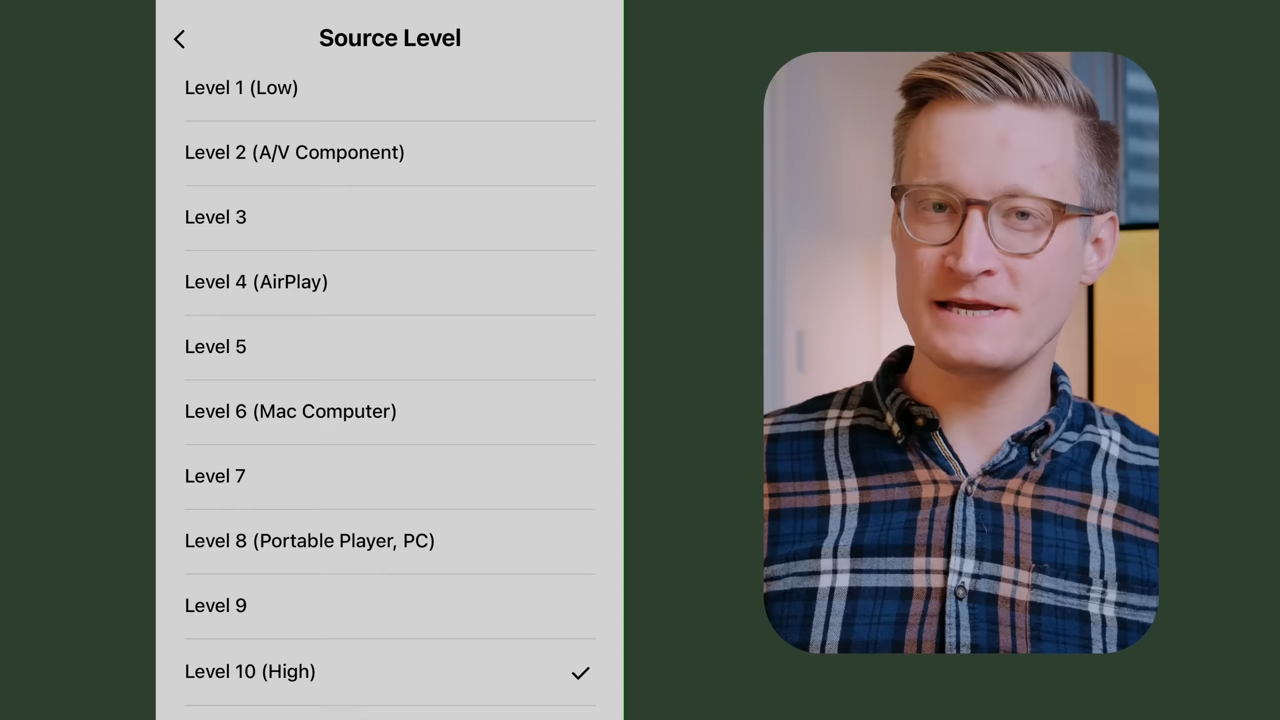 Source Level
Level 1 (Low)
Level 2 (A/V Component)
Level 3
Level 4 (AirPlay)
Level 5
Level 6 (Mac Computer)
Level 7
Level 8 (Portable Player, PC)
Level 9
Level 10 (High)